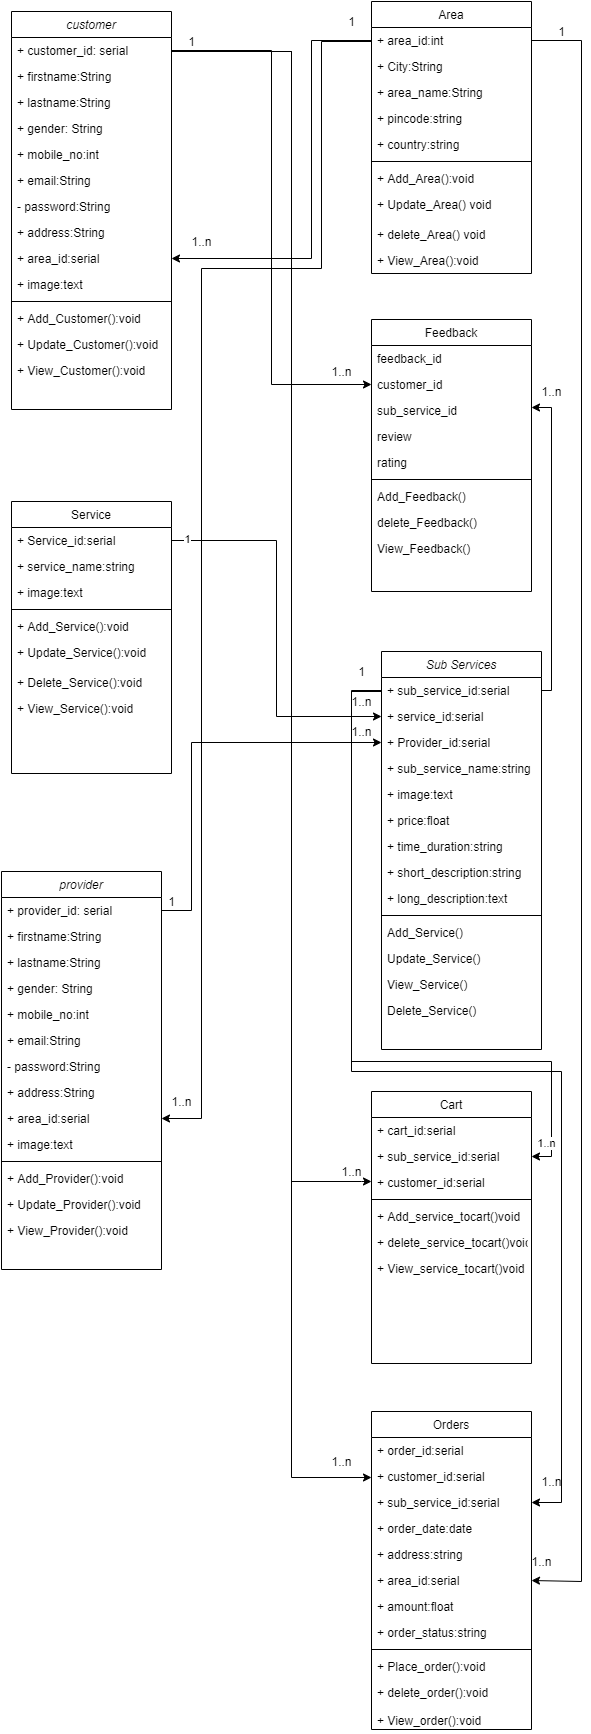 customer
+ customer_id: serial
+ firstname:String
+ lastname:String
+ gender: String
+ mobile_no:int
+ email:String
- password:String
+ address:String
+ area_id:serial
+ image:text
+ Add_Customer():void
+ Update_Customer():void
+ View_Customer():void
1
1..n
1
Area
+ area_id:int
+ City:String
+ area_name:String
+ pincode:string
+ country:string
+ Add_Area():void
+ Update_Area() void
+ delete_Area() void
+ View_Area():void
1
1..n
Feedback
feedback_id
customer_id
sub_service_id
review
rating
Add_Feedback()
delete_Feedback()
View_Feedback()
1..n
Service
+ Service_id:serial
+ service_name:string
+ image:text
+ Add_Service():void
+ Update_Service():void
+ Delete_Service():void
+ View_Service():void
1
1
1..n
1..n
Sub Services
+ sub_service_id:serial
+ service_id:serial
+ Provider_id:serial
+ sub_service_name:string
+ image:text
+ price:float
+ time_duration:string
+ short_description:string
+ long_description:text
Add_Service()
Update_Service()
View_Service()
Delete_Service()
provider
+ provider_id: serial
+ firstname:String
+ lastname:String
+ gender: String
+ mobile_no:int
+ email:String
- password:String
+ address:String
+ area_id:serial
+ image:text
+ Add_Provider():void
+ Update_Provider():void
+ View_Provider():void
1
1..n
Cart
+ cart_id:serial
+ sub_service_id:serial
+ customer_id:serial
+ Add_service_tocart()void
+ delete_service_tocart()voi
+ View_service_tocart()void
1..n
1..n
Orders
+ order_id:serial
+ customer_id:serial
+ sub_service_id:serial
+ order_date:date
+ address:string
+ area_id:serial
+ amount:float
+ order_status:string
+ Place_order():void
+ delete_order():void
+ View_order():void
1..n
1..n
1..n